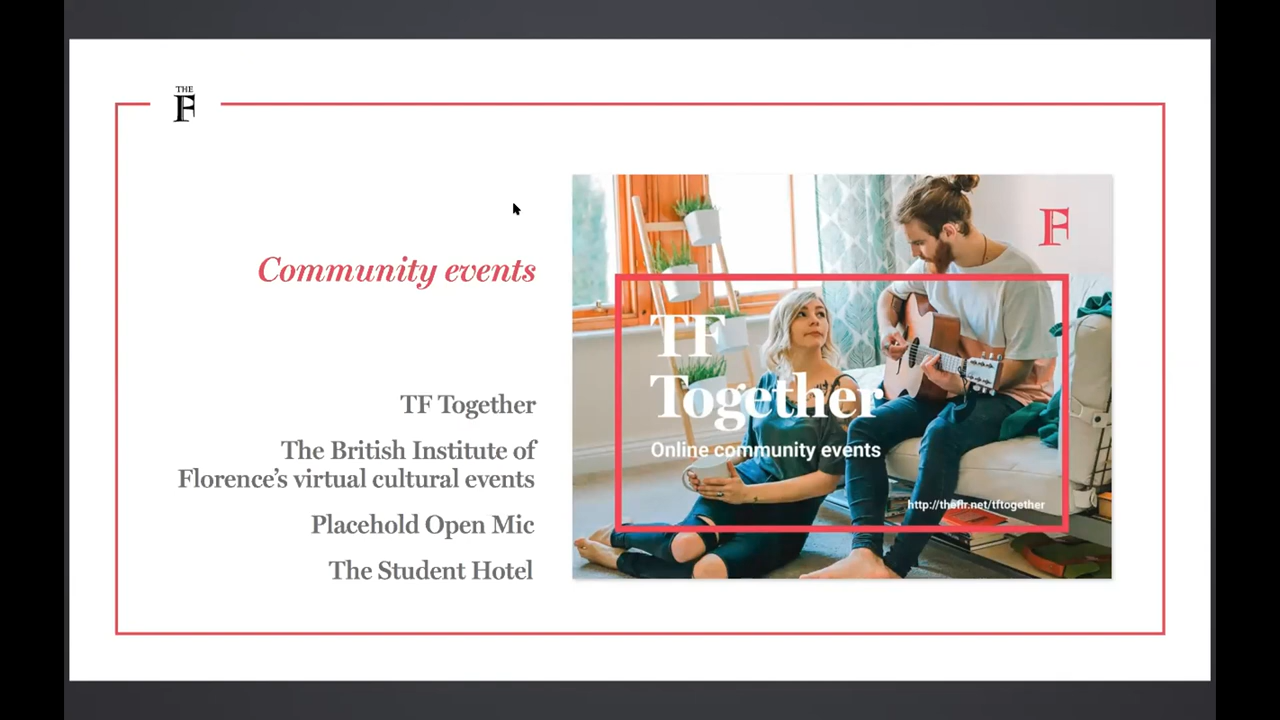 THE
F
Community events
TF Together
The British Institute of
Florence's virtual cultural events
Placehold Open Mic
The Student Hotel
F
TF
Together
Online community events
http://theflr.net/tftogether